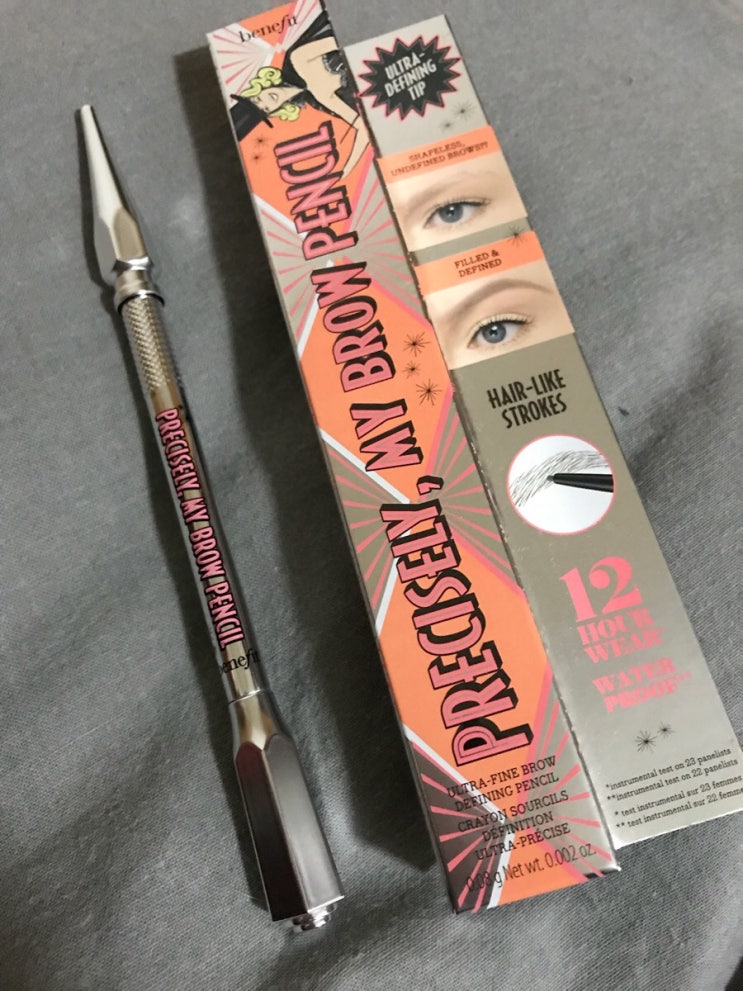 benefit
PRECISELY, MY BROW PENCIL
ULTRA-FINE BROW
DEFINING PENCIL
CRAYON SOURCILS
DÉFINITION
ULTRA-PRÉCISE
0.08 g Net wt. 0.002 oz.
ULTRA-
DEFINING
TIP
SHAPELESS,
UNDEFINED BROWS??
FILLED &
DEFINED
HAIR-LIKE
STROKES
12
HOUR
WEAR*
WATER
PROOF**
*instrumental test on 23 panelists
**instrumental test on 22 panelists
* test instrumental sur 23 femmes
** test instrumental sur 22 femme
PRECISELY, MY BROW PENCIL
benefit